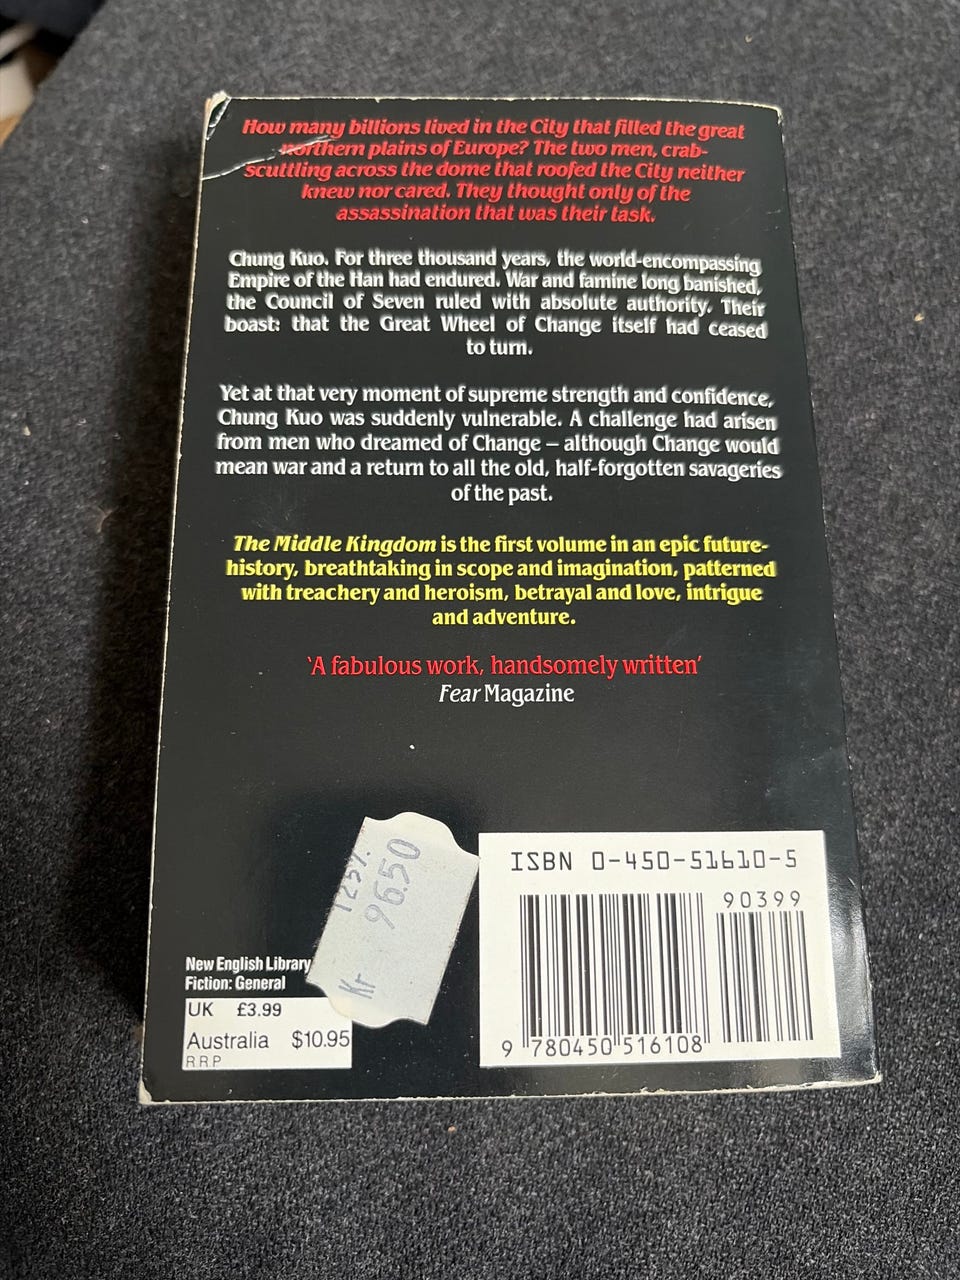 How many billions lived in the City that filled the great
northern plains of Europe? The two men, crab-
scuttling across the dome that roofed the City neither
knew nor cared. They thought only of the
assassination that was their task.
Chung Kuo. For three thousand years, the world-encompassing
Empire of the Han had endured. War and famine long banished,
the Council of Seven ruled with absolute authority. Their
boast: that the Great Wheel of Change itself had ceased
to turn.
Yet at that very moment of supreme strength and confidence,
Chung Kuo was suddenly vulnerable. A challenge had arisen
from men who dreamed of Change – although Change would
mean war and a return to all the old, half-forgotten savageries
of the past.
The Middle Kingdom is the first volume in an epic future-
history, breathtaking in scope and imagination, patterned
with treachery and heroism, betrayal and love, intrigue
and adventure.
'A fabulous work, handsomely written'
Fear Magazine
Kr 96.50
New English Library
Fiction: General
UK £3.99
Australia $10.95
R.R.P
ISBN 0-450-51610-5
90399
9 780450 516108